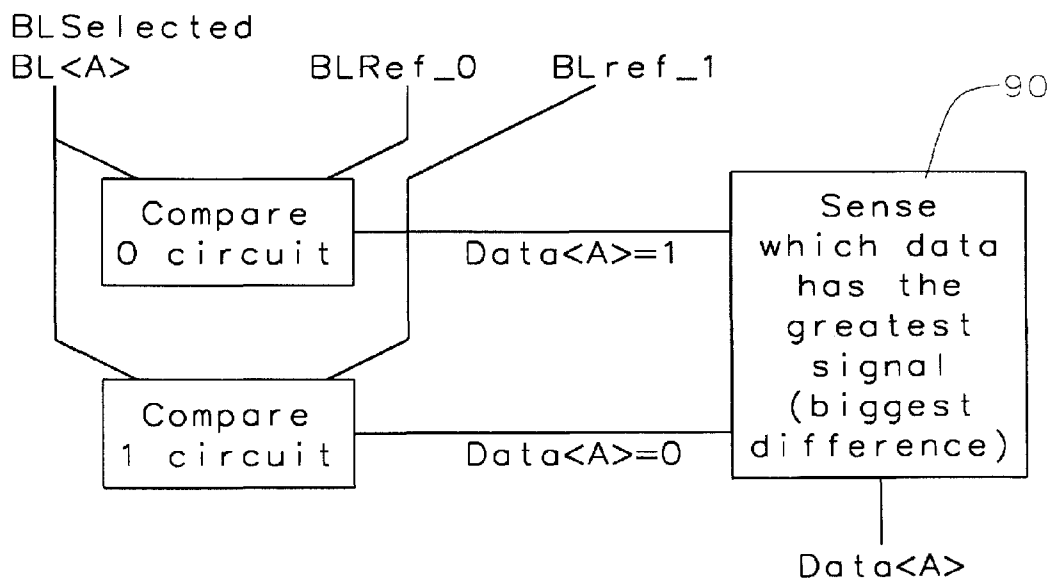 BLSelected
BL<A> BLRef_0 BLref_1
90
Compare
0 circuit
Data<A>=1
Sense
which data
has the
greatest
signal
(biggest
difference)
Compare
1 circuit
Data<A>=0
Data<A>